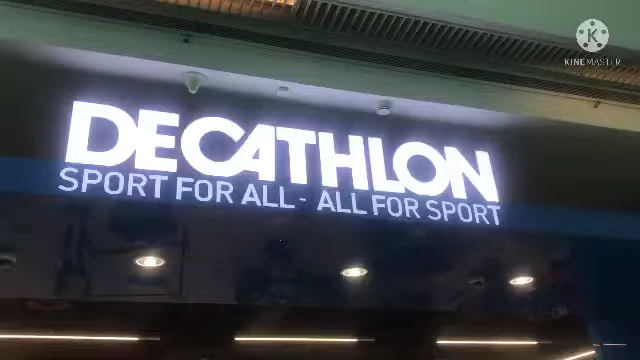 K
KINEMASTER
DECATHLON
SPORT FOR ALL - ALL FOR SPORT